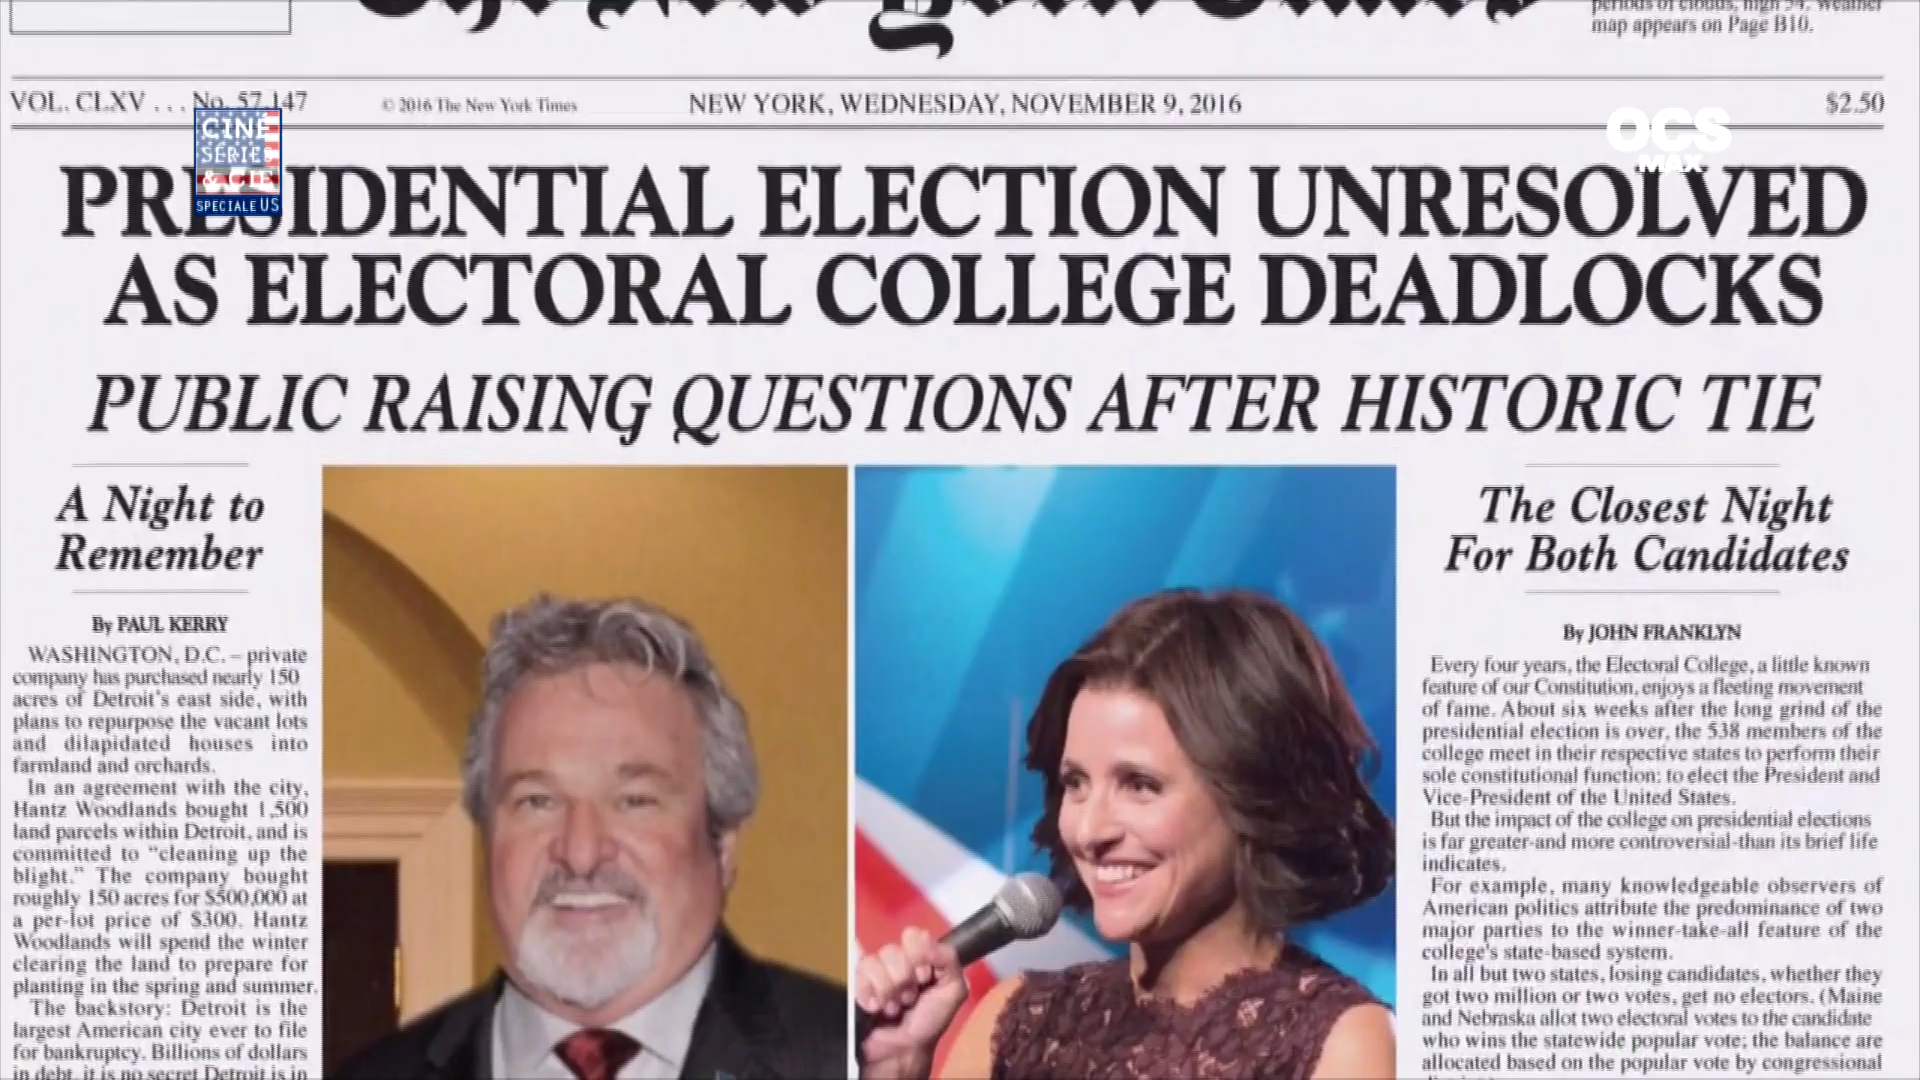 The New York Times
periods of clouds, high 54. Weather
map appears on Page B10.
VOL. CLXV . . . No. 57,147
© 2016 The New York Times
NEW YORK, WEDNESDAY, NOVEMBER 9, 2016
$2.50
CINÉ
SÉRIES
& CIE
SPECIALE US
OCS
MAX
PRESIDENTIAL ELECTION UNRESOLVED
AS ELECTORAL COLLEGE DEADLOCKS
PUBLIC RAISING QUESTIONS AFTER HISTORIC TIE
A Night to
Remember
By PAUL KERRY
WASHINGTON, D.C. – private
company has purchased nearly 150
acres of Detroit's east side, with
plans to repurpose the vacant lots
and dilapidated houses into
farmland and orchards.
In an agreement with the city,
Hantz Woodlands bought 1,500
land parcels within Detroit, and is
committed to "cleaning up the
blight." The company bought
roughly 150 acres for $500,000 at
a per-lot price of $300. Hantz
Woodlands will spend the winter
clearing the land to prepare for
planting in the spring and summer.
The backstory: Detroit is the
largest American city ever to file
for bankruptcy. Billions of dollars
in debt, it is no secret Detroit is in
The Closest Night
For Both Candidates
By JOHN FRANKLYN
Every four years, the Electoral College, a little known
feature of our Constitution, enjoys a fleeting movement
of fame. About six weeks after the long grind of the
presidential election is over, the 538 members of the
college meet in their respective states to perform their
sole constitutional function: to elect the President and
Vice-President of the United States.
But the impact of the college on presidential elections
is far greater-and more controversial-than its brief life
indicates.
For example, many knowledgeable observers of
American politics attribute the predominance of two
major parties to the winner-take-all feature of the
college's state-based system.
In all but two states, losing candidates, whether they
got two million or two votes, get no electors. (Maine
and Nebraska allot two electoral votes to the candidate
who wins the statewide popular vote; the balance are
allocated based on the popular vote by congressional